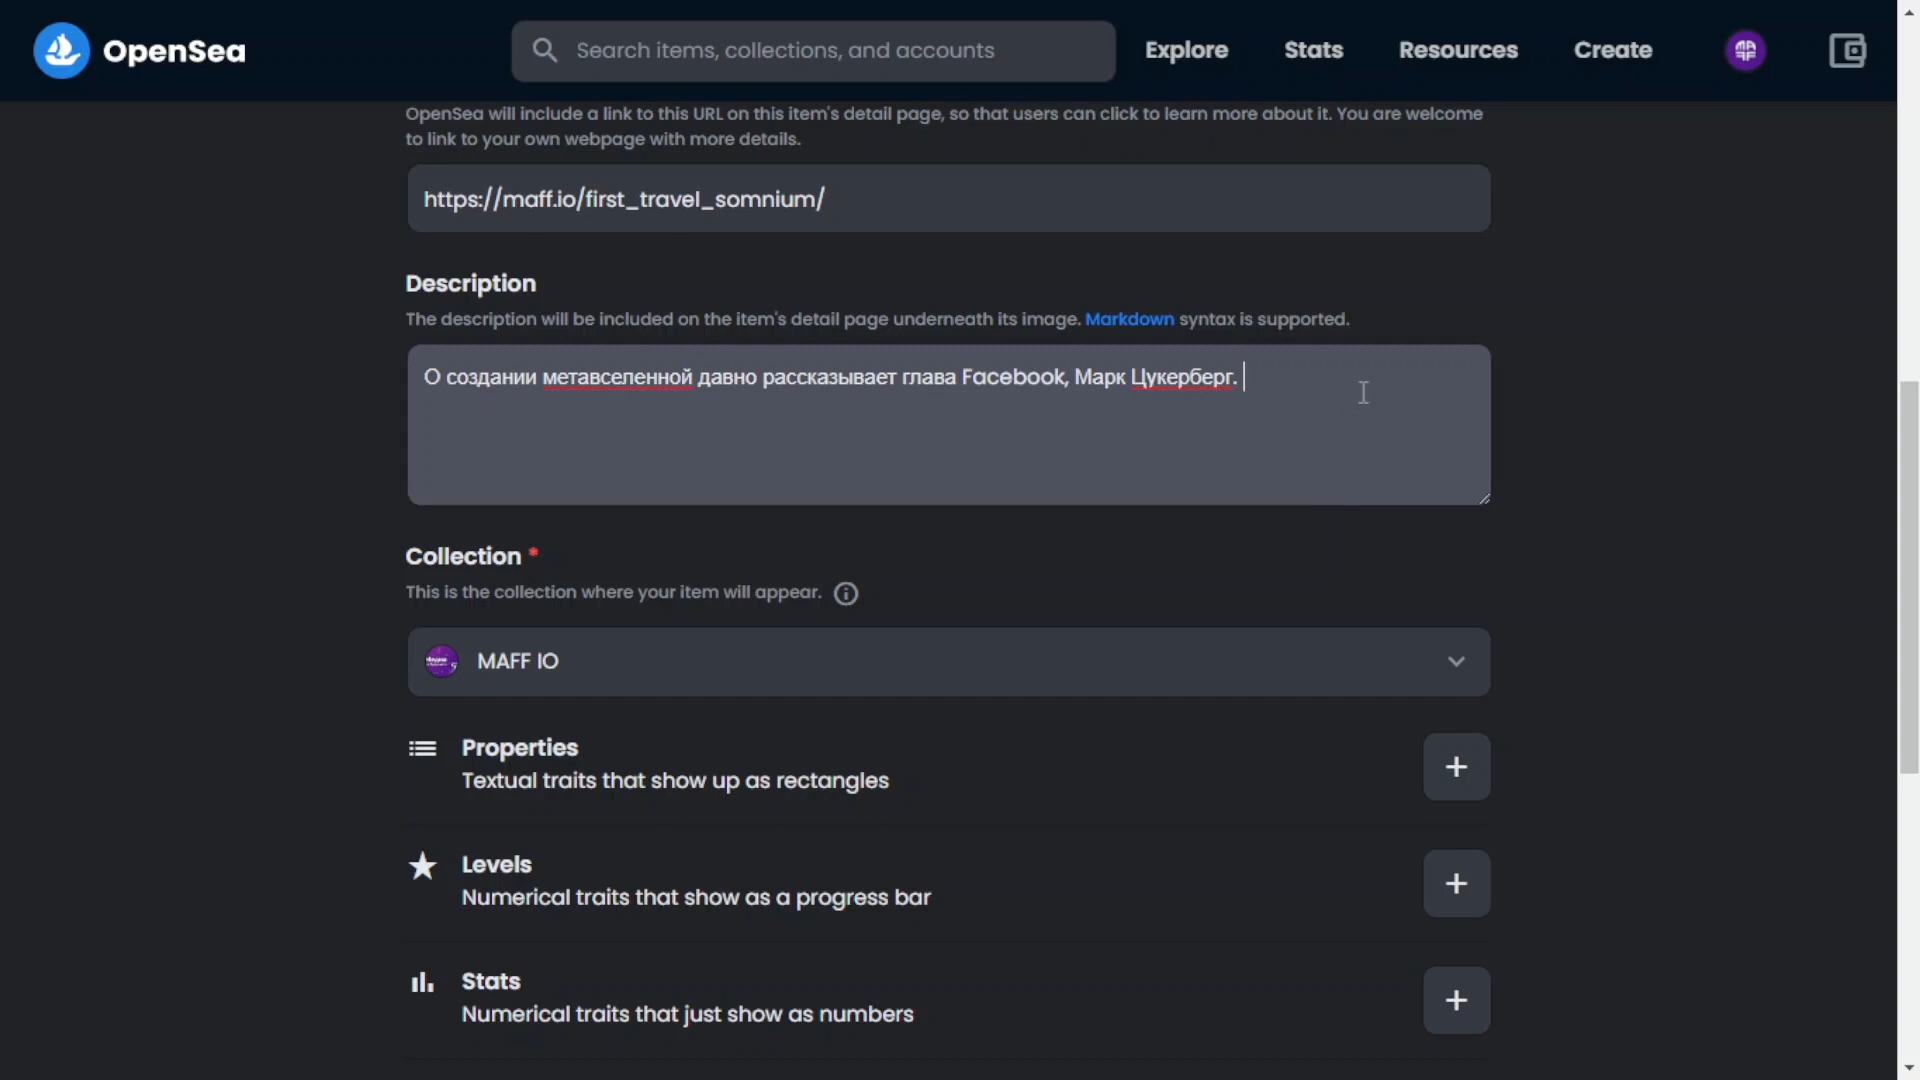 OpenSea
Search items, collections, and accounts
Explore
Stats
Resources
Create
OpenSea will include a link to this URL on this item's detail page, so that users can click to learn more about it. You are welcome
to link to your own webpage with more details.
https://maff.io/first_travel_somnium/
Description
The description will be included on the item's detail page underneath its image. Markdown syntax is supported.
О создании метавселенной давно рассказывает глава Facebook, Марк Цукерберг.
Collection *
This is the collection where your item will appear.
MAFF IO
Properties
Textual traits that show up as rectangles
Levels
Numerical traits that show as a progress bar
Stats
Numerical traits that just show as numbers